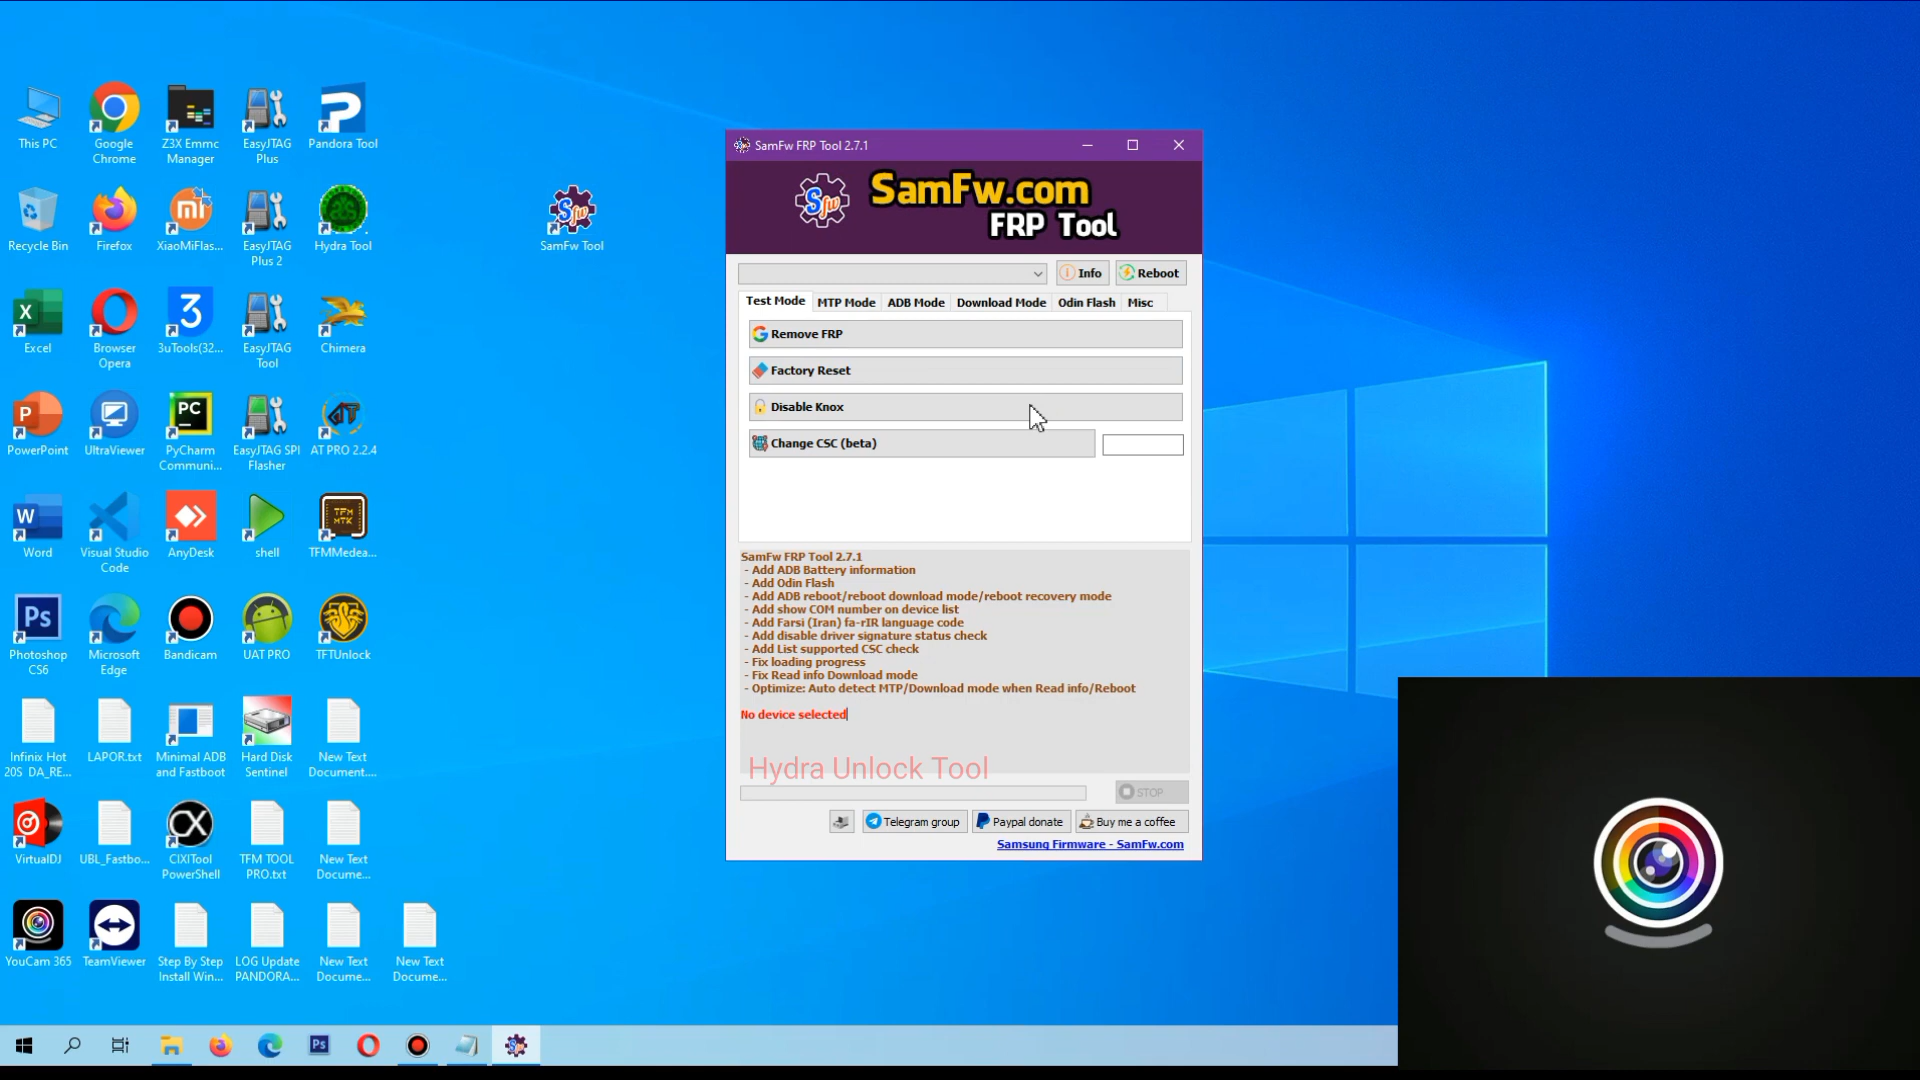 This PC
Google
Chrome
Z3X Emmc
Manager
EasyJTAG
Plus
Pandora Tool
Recycle Bin
Firefox
XiaoMiFlas...
EasyJTAG
Plus 2
Hydra Tool
SamFw Tool
Excel
Browser
Opera
3uTools(32...
EasyJTAG
Tool
Chimera
PowerPoint
UltraViewer
PyCharm
Communi...
EasyJTAG SPI
Flasher
AT PRO 2.2.4
Word
Visual Studio
Code
AnyDesk
shell
TFMMedea...
Photoshop
CS6
Microsoft
Edge
Bandicam
UAT PRO
TFTUnlock
Infinix Hot
20S DA_RE...
LAPOR.txt
Minimal ADB
and Fastboot
Hard Disk
Sentinel
New Text
Document....
VirtualDJ
UBL_Fastbo...
CIXITool
PowerShell
TFM TOOL
PRO.txt
New Text
Docume...
YouCam 365
TeamViewer
Step By Step
Install Win...
LOG Update
PANDORA...
New Text
Docume...
New Text
Docume...
SamFw FRP Tool 2.7.1
Sfw
SamFw.com
FRP Tool
Info
Reboot
Test Mode
MTP Mode
ADB Mode
Download Mode
Odin Flash
Misc
Remove FRP
Factory Reset
Disable Knox
Change CSC (beta)
SamFw FRP Tool 2.7.1
- Add ADB Battery information
- Add Odin Flash
- Add ADB reboot/reboot download mode/reboot recovery mode
- Add show COM number on device list
- Add Farsi (Iran) fa-rIR language code
- Add disable driver signature status check
- Add List supported CSC check
- Fix loading progress
- Fix Read info Download mode
- Optimize: Auto detect MTP/Download mode when Read info/Reboot
No device selected
Hydra Unlock Tool
STOP
Telegram group
Paypal donate
Buy me a coffee
Samsung Firmware - SamFw.com